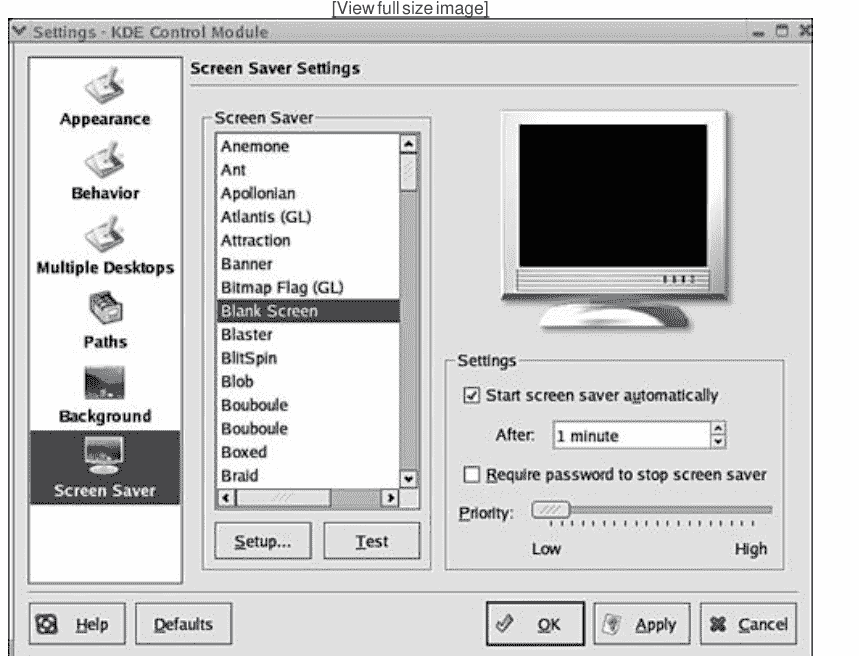 [View full size image]
Settings - KDE Control Module
Screen Saver Settings
Appearance
Behavior
Multiple Desktops
Paths
Background
Screen Saver
Screen Saver
Anemone
Ant
Apollonian
Atlantis (GL)
Attraction
Banner
Bitmap Flag (GL)
Blank Screen
Blaster
BlitSpin
Blob
Bouboule
Bouboule
Boxed
Braid
Setup...
Test
Settings
Start screen saver automatically
After: 1 minute
Require password to stop screen saver
Priority:
Low High
Help Defaults OK Apply Cancel